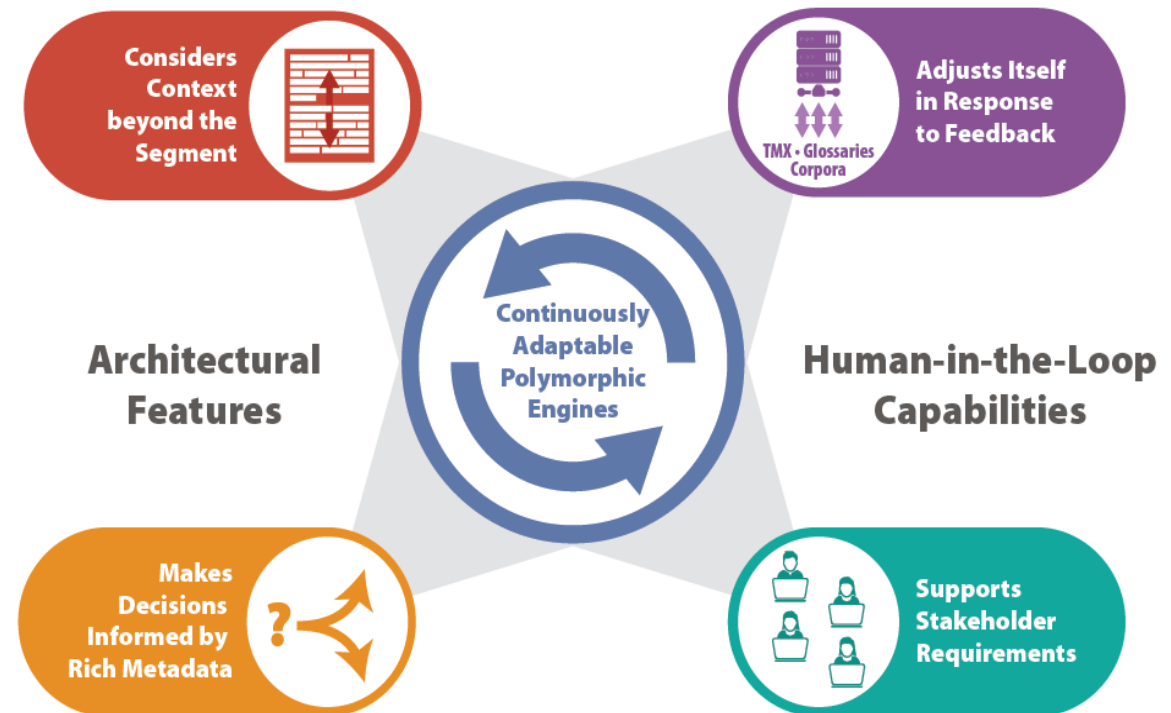 Considers
Context
beyond the
Segment
TMX • Glossaries
Corpora
Adjusts Itself
in Response
to Feedback
Architectural
Features
Continuously
Adaptable
Polymorphic
Engines
Human-in-the-Loop
Capabilities
Makes
Decisions
Informed by
Rich Metadata
?
Supports
Stakeholder
Requirements